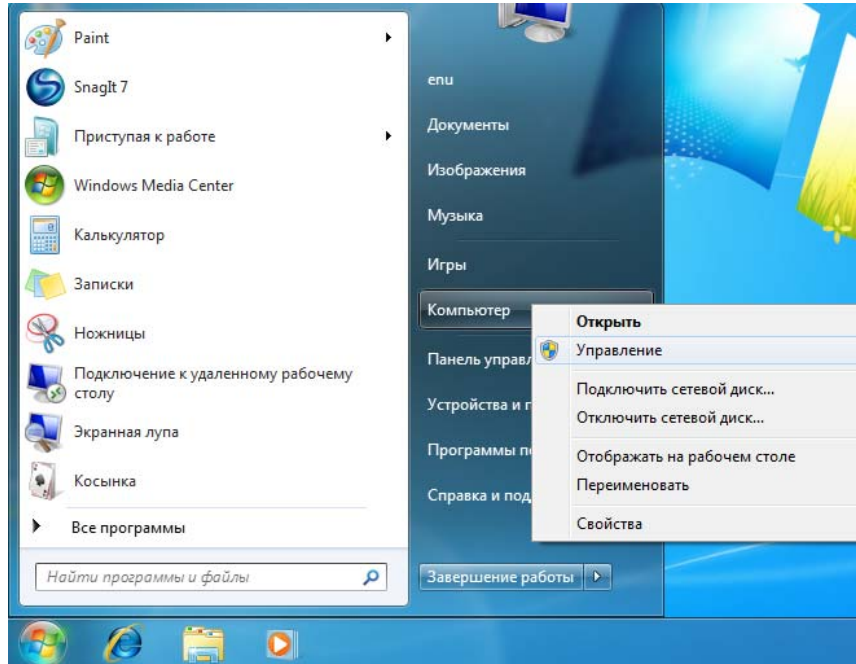 Paint
SnagIt 7
Приступая к работе
Windows Media Center
Калькулятор
Записки
Ножницы
Подключение к удаленному рабочему
столу
Экранная лупа
Косынка
Все программы
Найти программы и файлы
enu
Документы
Изображения
Музыка
Игры
Компьютер
Панель управл
Устройства и п
Программы по
Справка и под
Завершение работы
Открыть
Управление
Подключить сетевой диск...
Отключить сетевой диск...
Отображать на рабочем столе
Переименовать
Свойства